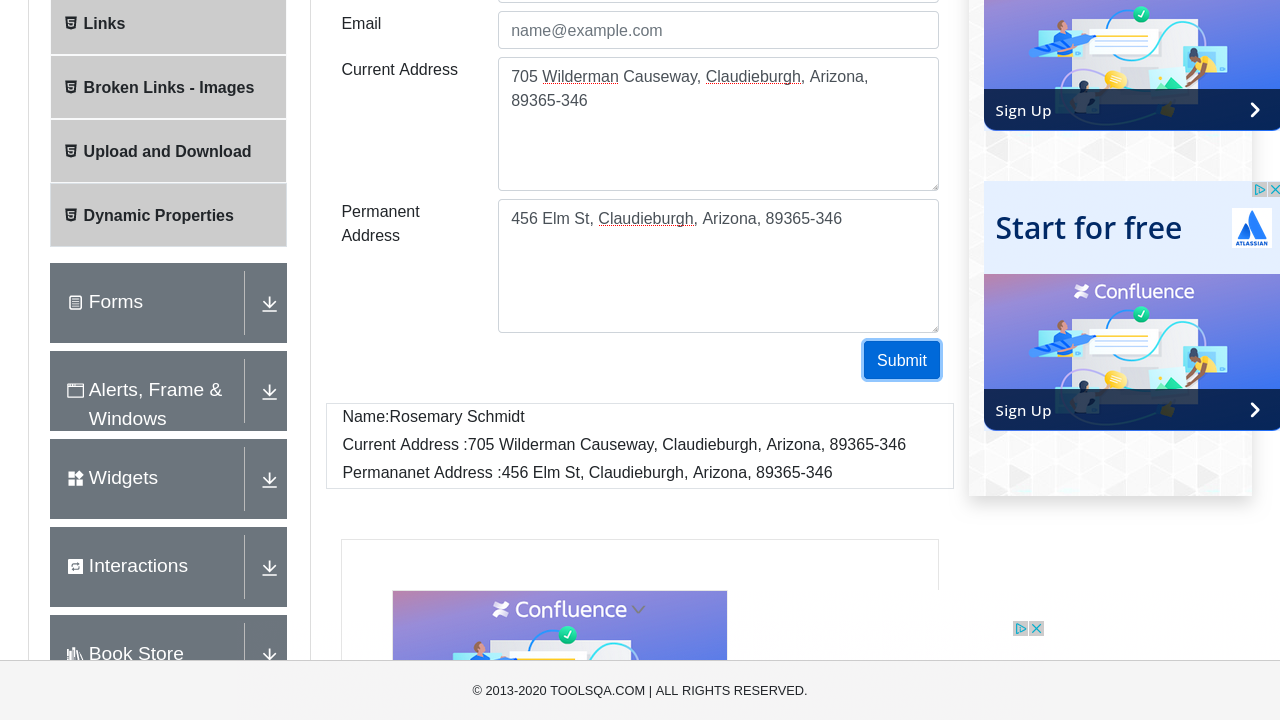 Links
Broken Links - Images
Upload and Download
Dynamic Properties
Forms
Alerts, Frame &
Windows
Widgets
Interactions
Book Store
Email
name@example.com
Current Address
705 Wilderman Causeway, Claudieburgh, Arizona,
89365-346
Permanent
Address
456 Elm St, Claudieburgh, Arizona, 89365-346
Submit
Name:Rosemary Schmidt
Current Address :705 Wilderman Causeway, Claudieburgh, Arizona, 89365-346
Permananet Address :456 Elm St, Claudieburgh, Arizona, 89365-346
Confluence
Sign Up
Start for free
ATLASSIAN
Confluence
Sign Up
© 2013-2020 TOOLSQA.COM | ALL RIGHTS RESERVED.